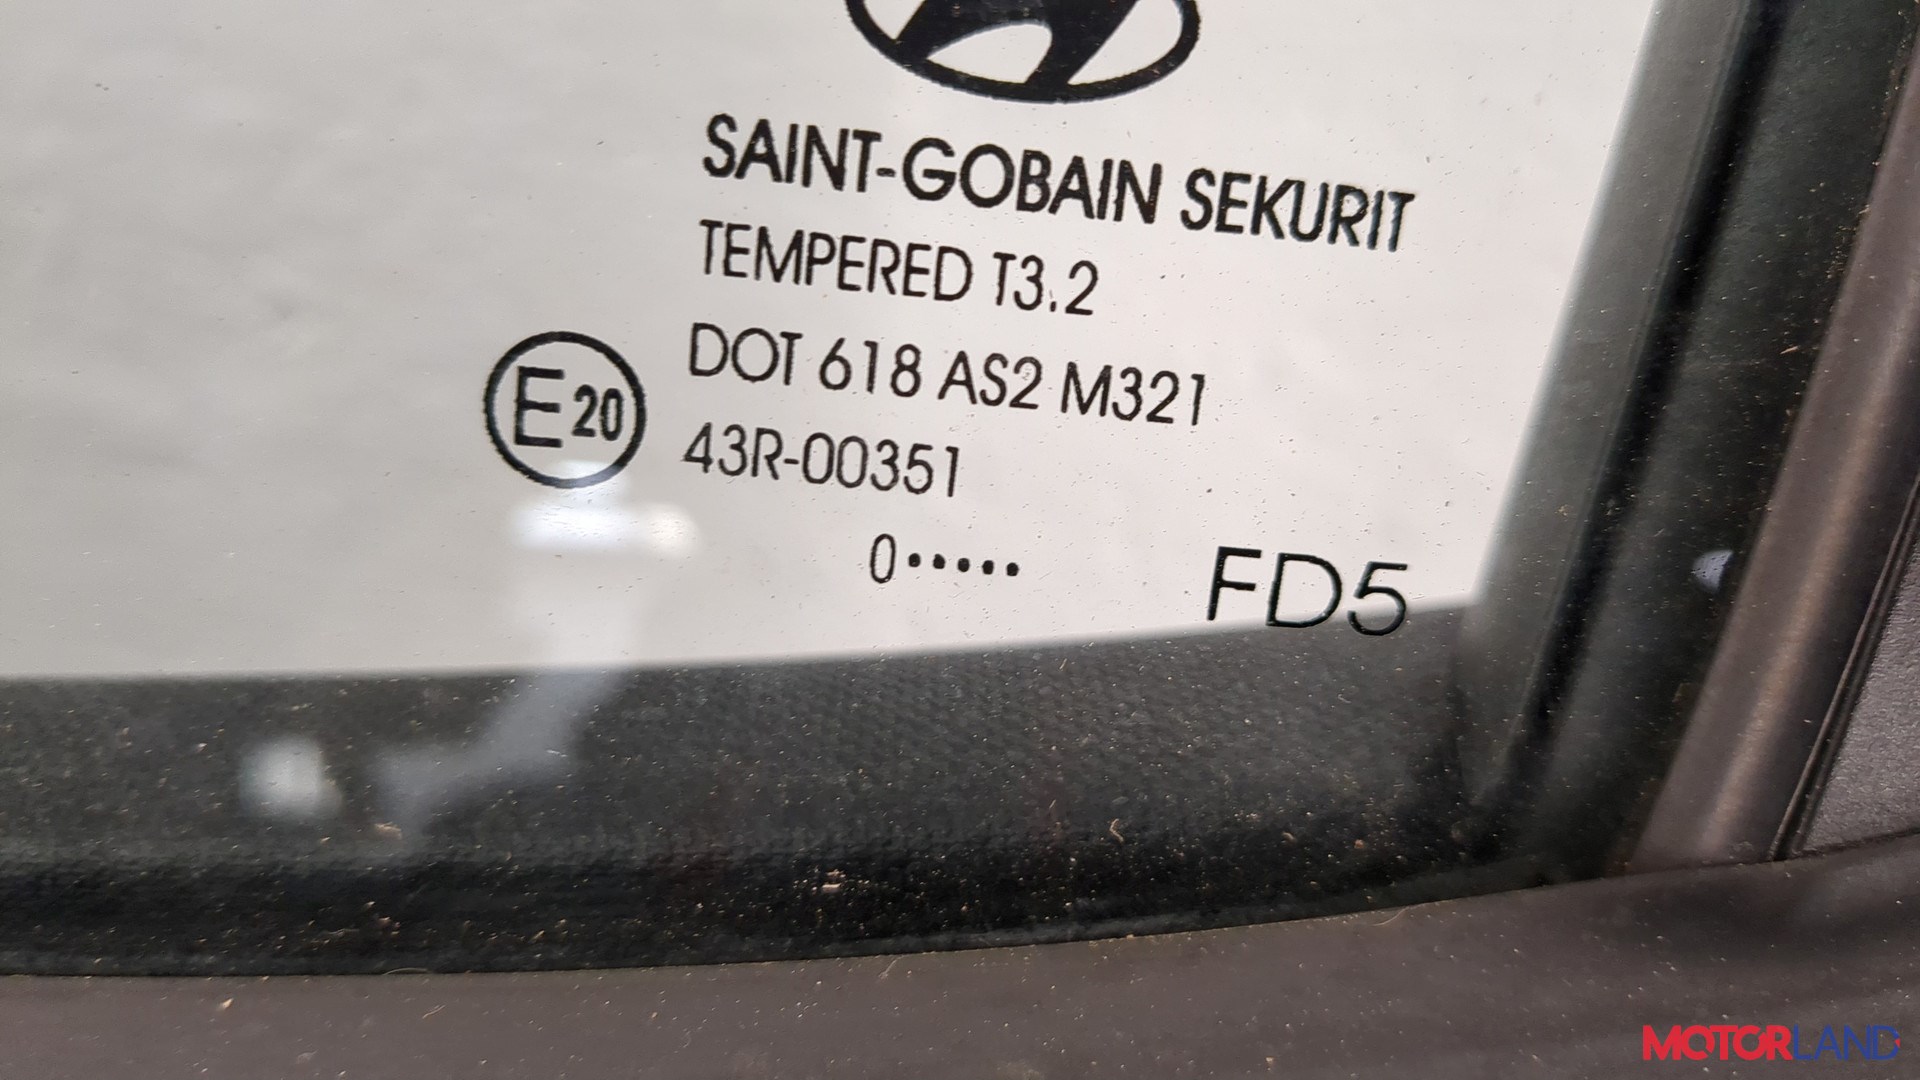 SAINT-GOBAIN SEKURIT
TEMPERED T3.2
DOT 618 AS2 M321
E20
43R-00351
0•••••
FD5
MOTORLAND